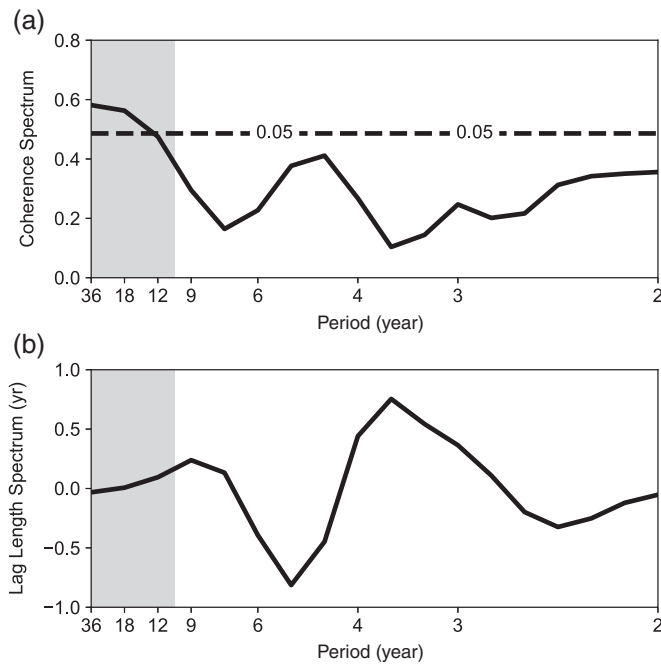 (a)
0.8
0.6
0.4
0.2
0.0
Coherence Spectrum
0.05 0.05
36 18 12 9 6 4 3 2
Period (year)
(b)
1.0
0.5
0.0
−0.5
−1.0
Lag Length Spectrum (yr)
36 18 12 9 6 4 3 2
Period (year)